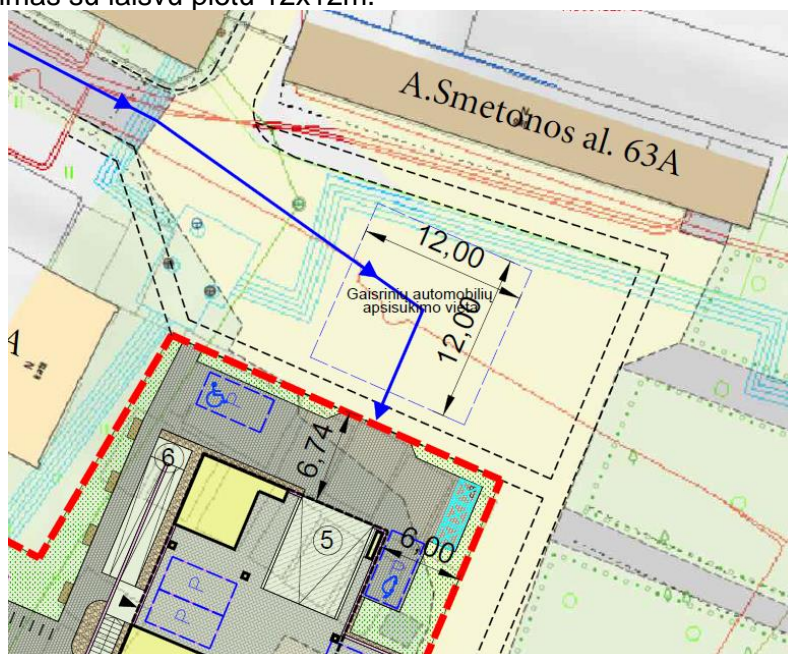 imas su laisvu plotu 12x12m.
A.Smetonos al. 63A
N
12,00
Gaisrinių automobilių
apsisukimo vieta
12,00
A
N
P
6,74
6
5
6,00
P
P
P